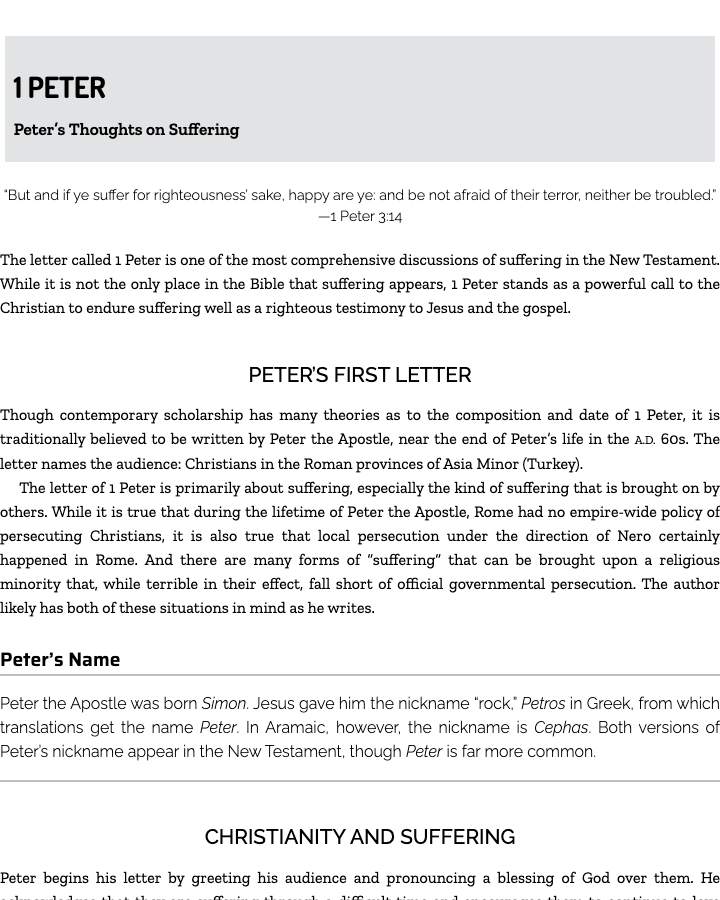 1 PETER
Peter’s Thoughts on Suffering
“But and if ye suffer for righteousness’ sake, happy are ye: and be not afraid of their terror, neither be troubled.”
—1 Peter 3:14
The letter called 1 Peter is one of the most comprehensive discussions of suffering in the New Testament.
While it is not the only place in the Bible that suffering appears, 1 Peter stands as a powerful call to the
Christian to endure suffering well as a righteous testimony to Jesus and the gospel.
PETER’S FIRST LETTER
Though contemporary scholarship has many theories as to the composition and date of 1 Peter, it is
traditionally believed to be written by Peter the Apostle, near the end of Peter’s life in the A.D. 60s. The
letter names the audience: Christians in the Roman provinces of Asia Minor (Turkey).
The letter of 1 Peter is primarily about suffering, especially the kind of suffering that is brought on by
others. While it is true that during the lifetime of Peter the Apostle, Rome had no empire-wide policy of
persecuting Christians, it is also true that local persecution under the direction of Nero certainly
happened in Rome. And there are many forms of “suffering” that can be brought upon a religious
minority that, while terrible in their effect, fall short of official governmental persecution. The author
likely has both of these situations in mind as he writes.
Peter’s Name
Peter the Apostle was born Simon. Jesus gave him the nickname “rock,” Petros in Greek, from which
translations get the name Peter. In Aramaic, however, the nickname is Cephas. Both versions of
Peter’s nickname appear in the New Testament, though Peter is far more common.
CHRISTIANITY AND SUFFERING
Peter begins his letter by greeting his audience and pronouncing a blessing of God over them. He